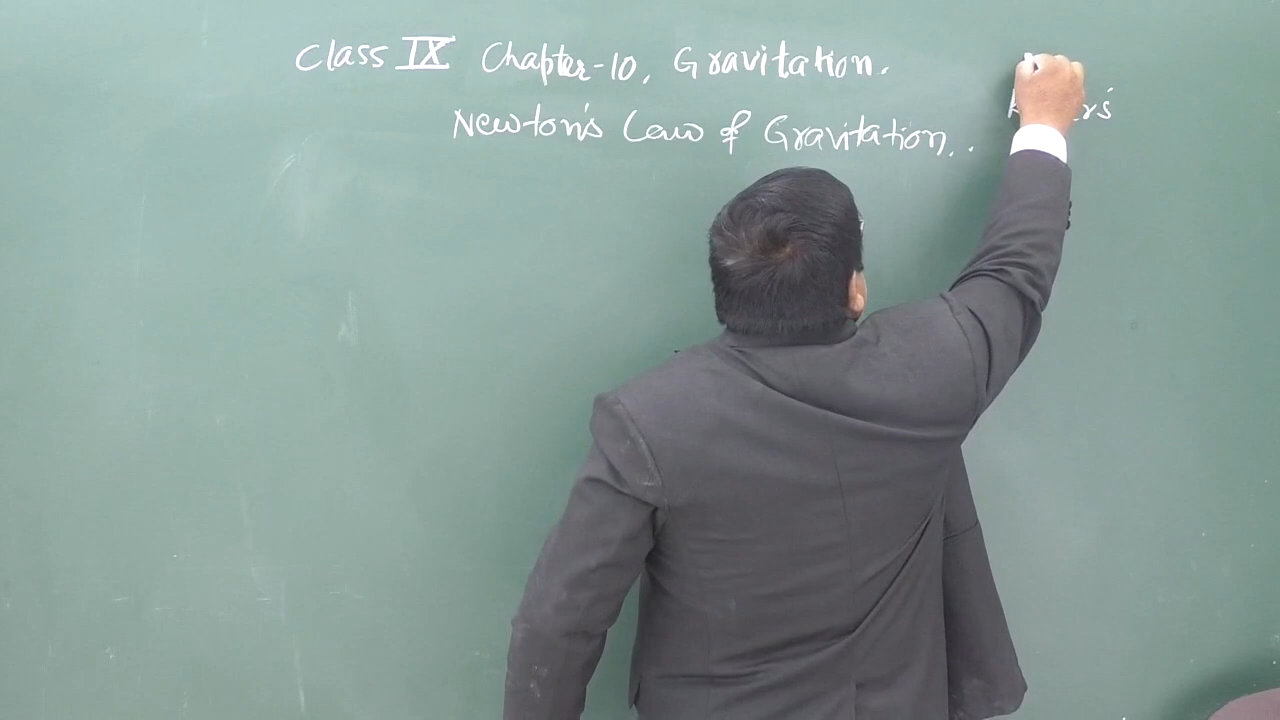 Class IX Chapter-10, Gravitation.
Newton's Law of Gravitation..